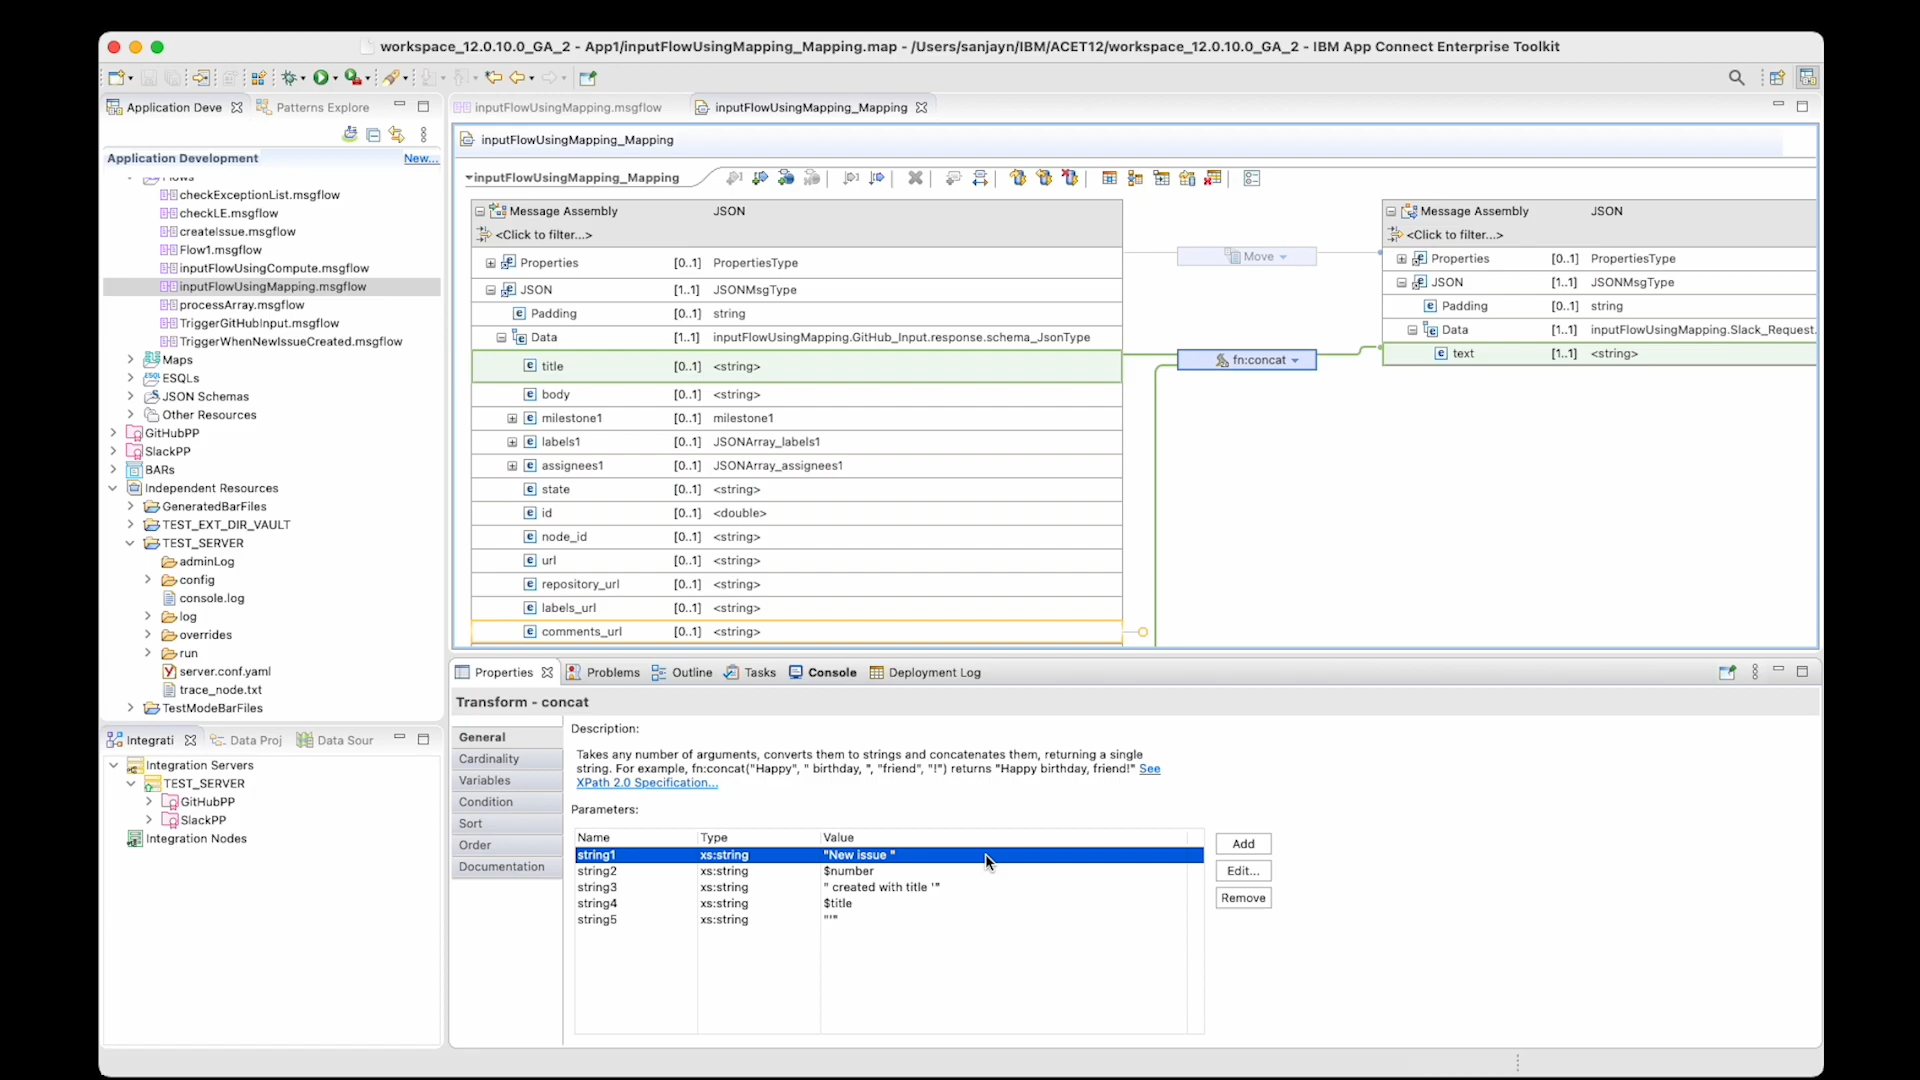 workspace_12.0.10.0_GA_2 - App1/inputFlowUsingMapping_Mapping.map - /Users/sanjayn/IBM/ACET12/workspace_12.0.10.0_GA_2 - IBM App Connect Enterprise Toolkit
Application Deve
Patterns Explore
inputFlowUsingMapping.msgflow
inputFlowUsingMapping_Mapping
inputFlowUsingMapping_Mapping
Application Development
New...
Flows
checkExceptionList.msgflow
checkLE.msgflow
createIssue.msgflow
Flow1.msgflow
inputFlowUsingCompute.msgflow
inputFlowUsingMapping.msgflow
processArray.msgflow
TriggerGitHubInput.msgflow
TriggerWhenNewIssueCreated.msgflow
Maps
ESQLs
JSON Schemas
Other Resources
GitHubPP
SlackPP
BARs
Independent Resources
GeneratedBarFiles
TEST_EXT_DIR_VAULT
TEST_SERVER
adminLog
config
console.log
log
overrides
run
server.conf.yaml
trace_node.txt
TestModeBarFiles
inputFlowUsingMapping_Mapping
Message Assembly JSON
<Click to filter...>
Properties [0..1] PropertiesType
JSON [1..1] JSONMsgType
Padding [0..1] string
Data [1..1] inputFlowUsingMapping.GitHub_Input.response.schema_JsonType
title [0..1] <string>
body [0..1] <string>
milestone1 [0..1] milestone1
labels1 [0..1] JSONArray_labels1
assignees1 [0..1] JSONArray_assignees1
state [0..1] <string>
id [0..1] <double>
node_id [0..1] <string>
url [0..1] <string>
repository_url [0..1] <string>
labels_url [0..1] <string>
comments_url [0..1] <string>
Move
fn:concat
Message Assembly JSON
<Click to filter...>
Properties [0..1] PropertiesType
JSON [1..1] JSONMsgType
Padding [0..1] string
Data [1..1] inputFlowUsingMapping.Slack_Request.
text [1..1] <string>
Integrati
Data Proj
Data Sour
Integration Servers
TEST_SERVER
GitHubPP
SlackPP
Integration Nodes
Properties
Problems
Outline
Tasks
Console
Deployment Log
Transform - concat
General
Cardinality
Variables
Condition
Sort
Order
Documentation
Description:
Takes any number of arguments, converts them to strings and concatenates them, returning a single
string. For example, fn:concat("Happy", " birthday, ", "friend", "!") returns "Happy birthday, friend!" See
XPath 2.0 Specification...
Parameters:
Name Type Value
string1 xs:string "New issue "
string2 xs:string $number
string3 xs:string " created with title '"
string4 xs:string $title
string5 xs:string "'"
Add
Edit...
Remove